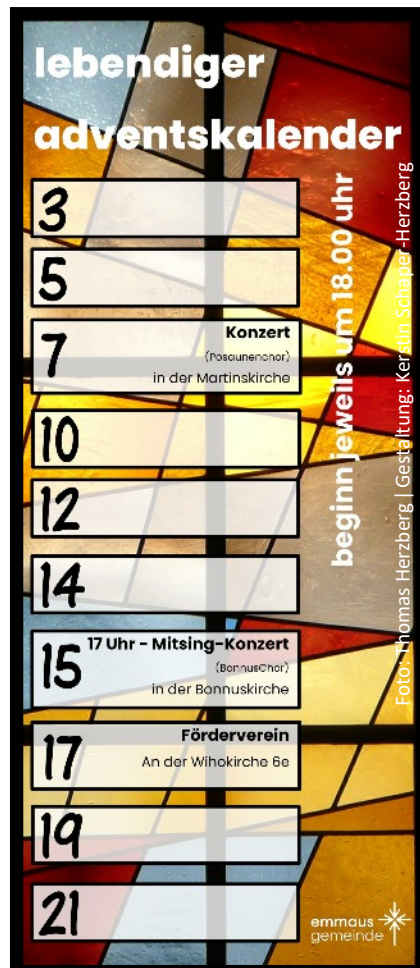 lebendiger
adventskalender
3
5
7
Konzert
(Posaunenchor)
in der Martinskirche
10
12
14
15
17 Uhr - Mitsing-Konzert
(BonnusChor)
in der Bonnuskirche
17
Förderverein
An der Wihokirche 6e
19
21
beginn jeweils um 18.00 uhr
Foto: Thomas Herzberg | Gestaltung: Kerstin Schaper-Herzberg
emmaus
gemeinde